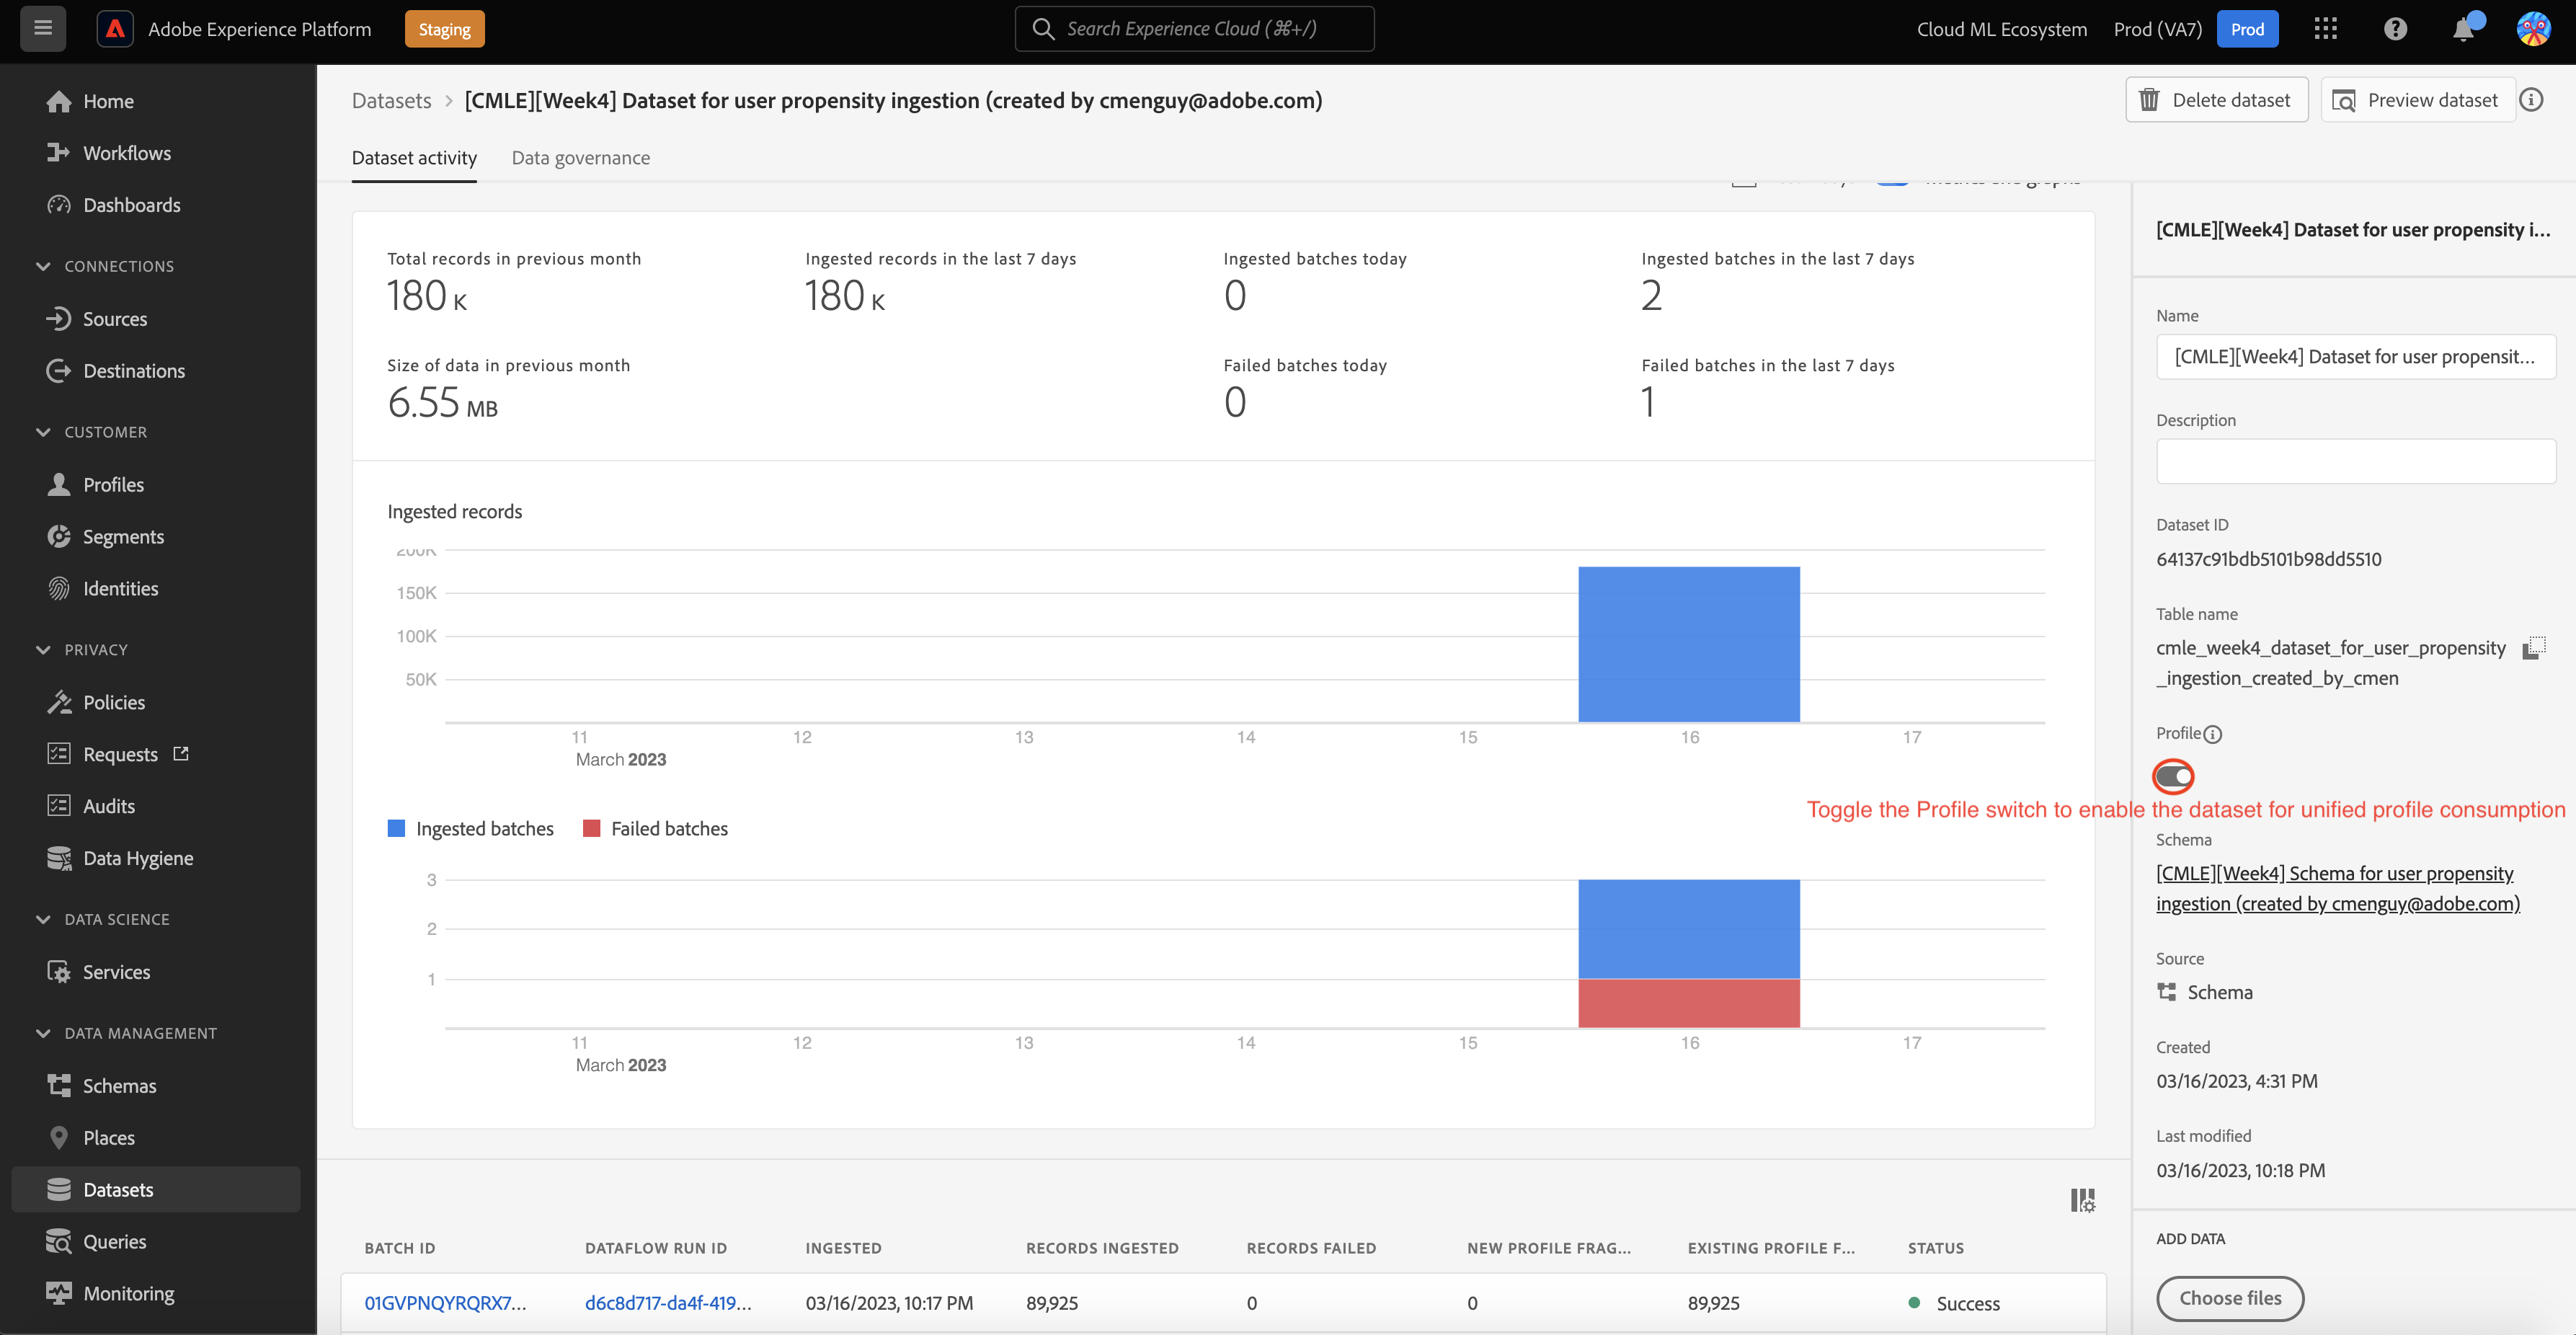 Adobe Experience Platform
Staging
Search Experience Cloud (⌘+/)
Cloud ML Ecosystem
Prod (VA7)
Prod
Home
Workflows
Dashboards
CONNECTIONS
Sources
Destinations
CUSTOMER
Profiles
Segments
Identities
PRIVACY
Policies
Requests
Audits
Data Hygiene
DATA SCIENCE
Services
DATA MANAGEMENT
Schemas
Places
Datasets
Queries
Monitoring
Datasets > [CMLE][Week4] Dataset for user propensity ingestion (created by cmenguy@adobe.com)
Delete dataset
Preview dataset
Dataset activity
Data governance
Total records in previous month
180 K
Ingested records in the last 7 days
180 K
Ingested batches today
0
Ingested batches in the last 7 days
2
Size of data in previous month
6.55 MB
Failed batches today
0
Failed batches in the last 7 days
1
Ingested records
200K
150K
100K
50K
11 12 13 14 15 16 17
March 2023
Ingested batches
Failed batches
3
2
1
11 12 13 14 15 16 17
March 2023
BATCH ID DATAFLOW RUN ID INGESTED RECORDS INGESTED RECORDS FAILED NEW PROFILE FRAG... EXISTING PROFILE F... STATUS
01GVPNQYRQRX7... d6c8d717-da4f-419... 03/16/2023, 10:17 PM 89,925 0 0 89,925 Success
[CMLE][Week4] Dataset for user propensity i...
Name
[CMLE][Week4] Dataset for user propensit...
Description
Dataset ID
64137c91bdb5101b98dd5510
Table name
cmle_week4_dataset_for_user_propensity
_ingestion_created_by_cmen
Profile
Toggle the Profile switch to enable the dataset for unified profile consumption
Schema
[CMLE][Week4] Schema for user propensity
ingestion (created by cmenguy@adobe.com)
Source
Schema
Created
03/16/2023, 4:31 PM
Last modified
03/16/2023, 10:18 PM
ADD DATA
Choose files